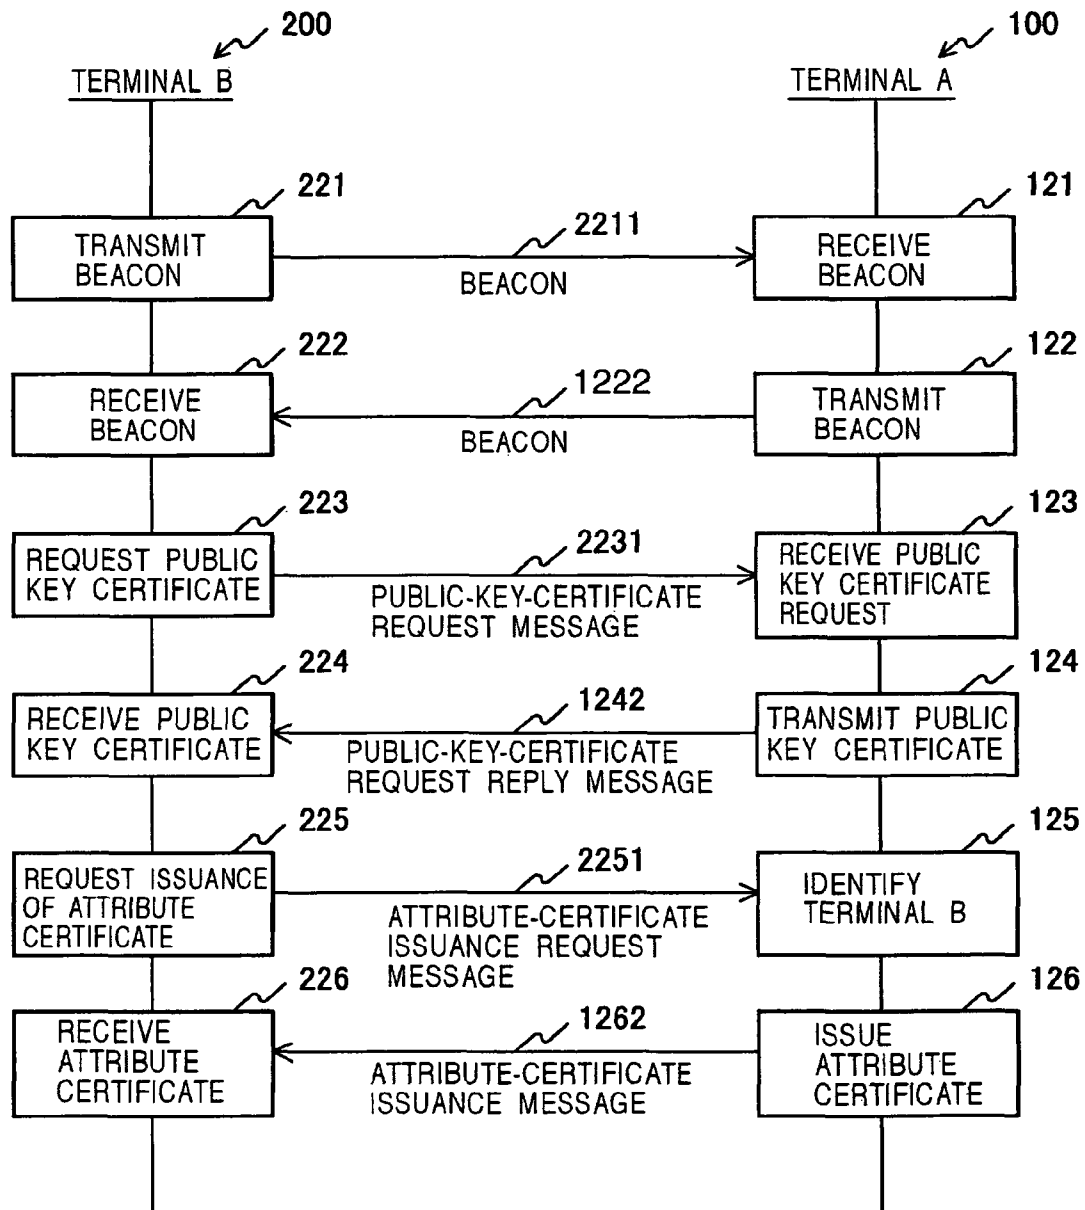 200
100
TERMINAL B
TERMINAL A
221
2211
121
TRANSMIT
BEACON
BEACON
RECEIVE
BEACON
222
1222
122
RECEIVE
BEACON
BEACON
TRANSMIT
BEACON
223
2231
123
REQUEST PUBLIC
KEY CERTIFICATE
PUBLIC-KEY-CERTIFICATE
REQUEST MESSAGE
RECEIVE PUBLIC
KEY CERTIFICATE
REQUEST
224
1242
124
RECEIVE PUBLIC
KEY CERTIFICATE
PUBLIC-KEY-CERTIFICATE
REQUEST REPLY MESSAGE
TRANSMIT PUBLIC
KEY CERTIFICATE
225
2251
125
REQUEST ISSUANCE
OF ATTRIBUTE
CERTIFICATE
ATTRIBUTE-CERTIFICATE
ISSUANCE REQUEST
MESSAGE
IDENTIFY
TERMINAL B
226
1262
126
RECEIVE
ATTRIBUTE
CERTIFICATE
ATTRIBUTE-CERTIFICATE
ISSUANCE MESSAGE
ISSUE
ATTRIBUTE
CERTIFICATE